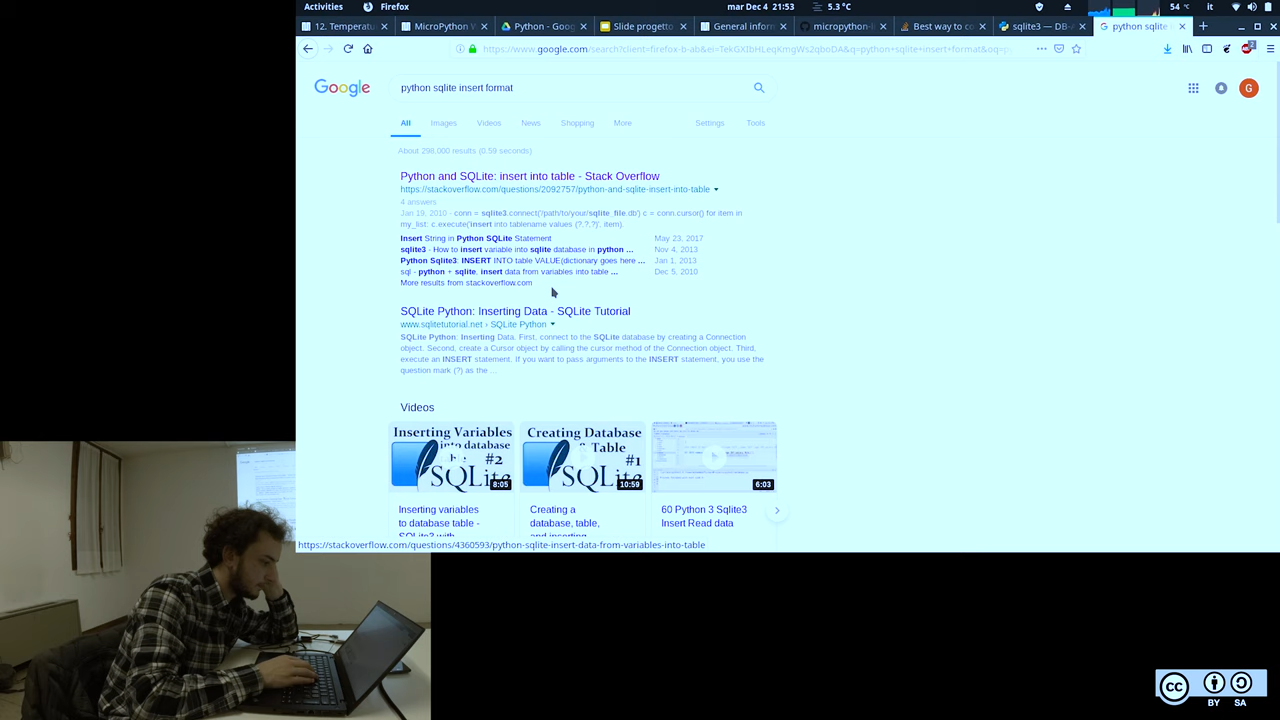 Activities Firefox mar Dec 4 21:53 5.3 °C 54 °C it
12. Temperatu MicroPython W Python - Goog Slide progetto General inform micropython-l Best way to co sqlite3 — DB-A python sqlite i
https://www.google.com/search?client=firefox-b-ab&ei=
Google python sqlite insert format G
All Images Videos News Shopping More Settings Tools
About 298,000 results (0.59 seconds)
Python and SQLite: insert into table - Stack Overflow
https://stackoverflow.com/questions/2092757/python-and-sqlite-insert-into-table
4 answers
Jan 19, 2010 - conn = sqlite3.connect('/path/to/your/sqlite_file.db') c = conn.cursor() for item in
my_list: c.execute('insert into tablename values (?,?,?)', item).
Insert String in Python SQLite Statement May 23, 2017
sqlite3 - How to insert variable into sqlite database in python ... Nov 4, 2013
Python Sqlite3: INSERT INTO table VALUE(dictionary goes here ... Jan 1, 2013
sql - python + sqlite, insert data from variables into table ... Dec 5, 2010
More results from stackoverflow.com
SQLite Python: Inserting Data - SQLite Tutorial
www.sqlitetutorial.net › SQLite Python
SQLite Python: Inserting Data. First, connect to the SQLite database by creating a Connection
object. Second, create a Cursor object by calling the cursor method of the Connection object. Third,
execute an INSERT statement. If you want to pass arguments to the INSERT statement, you use the
question mark (?) as the ...
Videos
Inserting Variables
into database
#2
SQLite
8:05
Creating Database
& Table
#1
SQLite
10:59
6:03
Inserting variables
to database table -
SQLite3 with
Creating a
database, table,
and inserting
60 Python 3 Sqlite3
Insert Read data
https://stackoverflow.com/questions/4360593/python-sqlite-insert-data-from-variables-into-table
CC BY SA